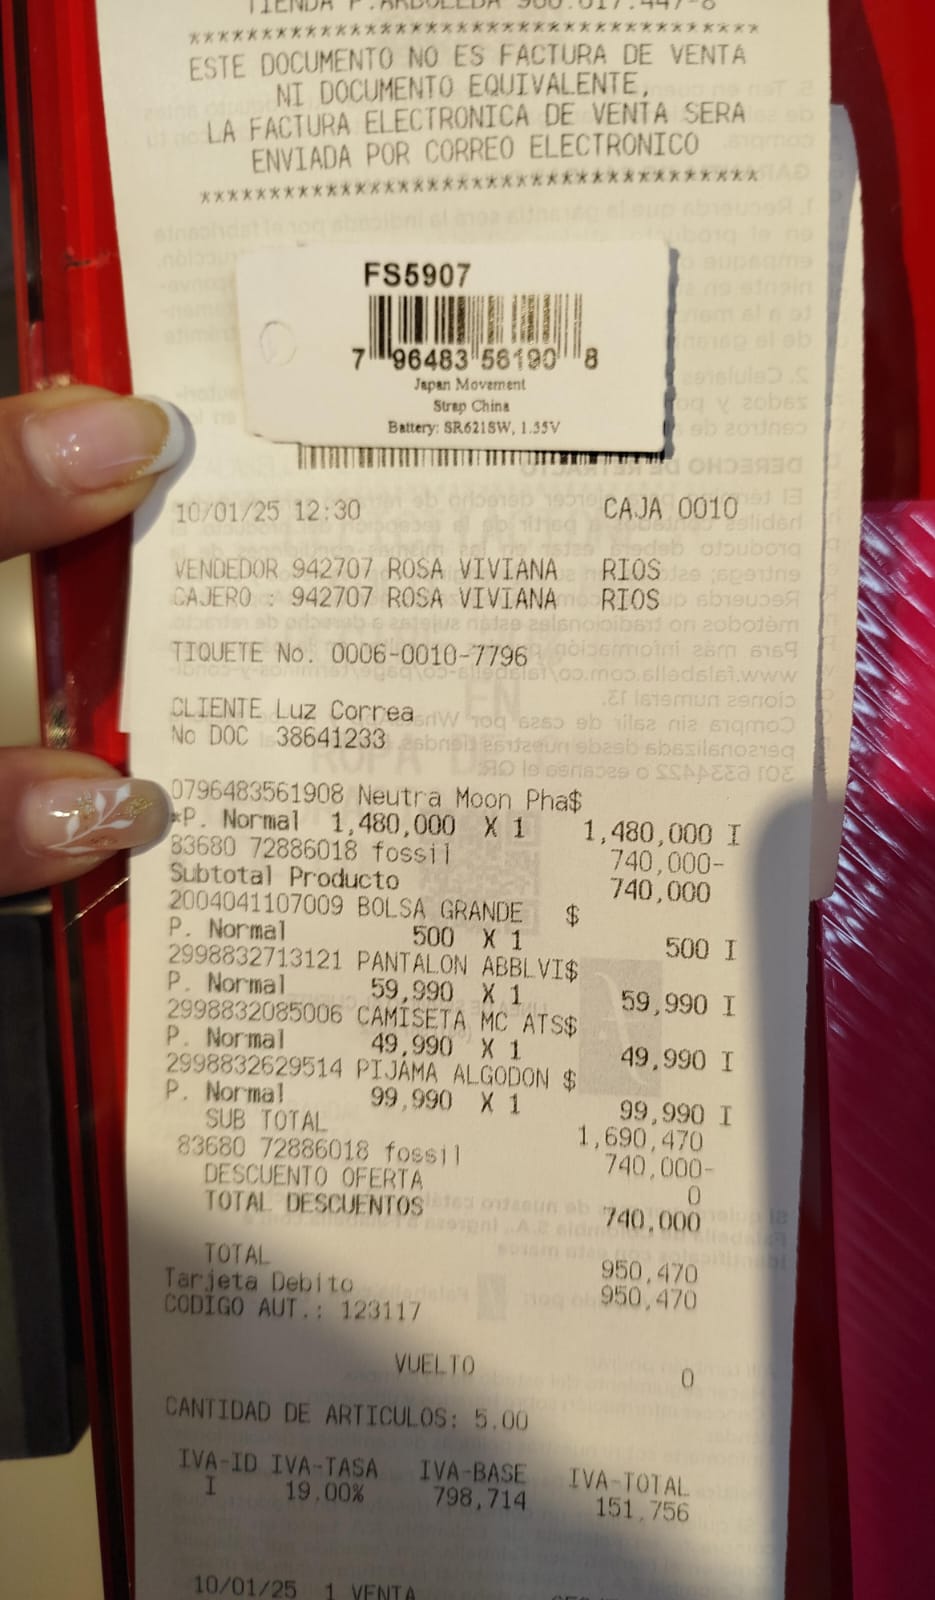 TIENDA P.ARBOLEDA 900.017.447-8
************************************
ESTE DOCUMENTO NO ES FACTURA DE VENTA
NI DOCUMENTO EQUIVALENTE,
LA FACTURA ELECTRONICA DE VENTA SERA
ENVIADA POR CORREO ELECTRONICO
************************************
FS5907
7 96483 56190 8
Japan Movement
Strap China
Battery: SR621SW, 1.55V
10/01/25 12:30 CAJA 0010
VENDEDOR 942707 ROSA VIVIANA RIOS
CAJERO : 942707 ROSA VIVIANA RIOS
TIQUETE No. 0006-0010-7796
CLIENTE Luz Correa
No DOC 38641233
0796483561908 Neutra Moon Pha$
*P. Normal 1,480,000 X 1 1,480,000 I
83680 72886018 fossil 740,000-
Subtotal Producto 740,000
2004041107009 BOLSA GRANDE $
P. Normal 500 X 1 500 I
2998832713121 PANTALON ABBLVI$
P. Normal 59,990 X 1 59,990 I
2998832085006 CAMISETA MC ATS$
P. Normal 49,990 X 1 49,990 I
2998832629514 PIJAMA ALGODON $
P. Normal 99,990 X 1 99,990 I
SUB TOTAL 1,690,470
83680 72886018 fossil 740,000-
DESCUENTO OFERTA 0
TOTAL DESCUENTOS 740,000
TOTAL 950,470
Tarjeta Debito 950,470
CODIGO AUT.: 123117
VUELTO 0
CANTIDAD DE ARTICULOS: 5.00
IVA-ID IVA-TASA IVA-BASE IVA-TOTAL
I 19.00% 798,714 151,756
10/01/25 1 VENTA